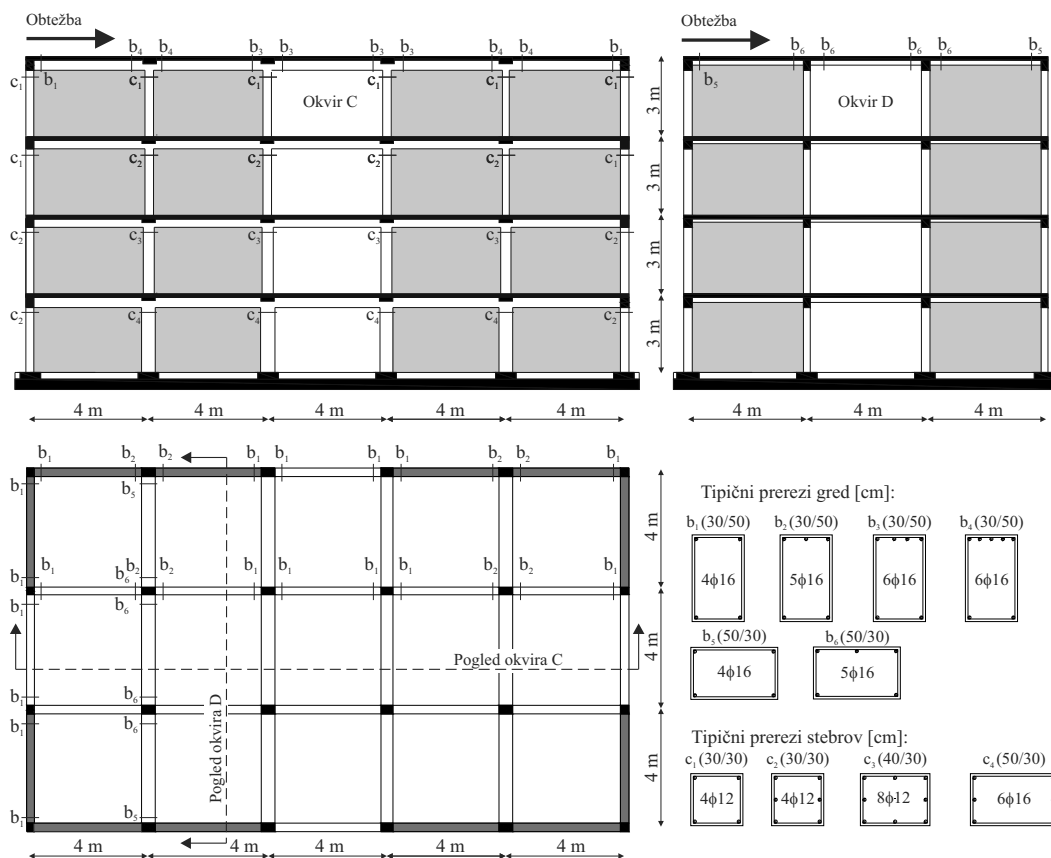 Obtežba
b₄ b₄ b₃ b₃ b₃ b₃ b₄ b₄ b₁
c₁ b₁ c₁ c₁ Okvir C c₁ c₁ c₁
c₁ c₂ c₂ c₂ c₂ c₁
c₂ c₃ c₃ c₃ c₃ c₂
c₂ c₄ c₄ c₄ c₄ c₂
4 m 4 m 4 m 4 m 4 m
3 m
3 m
3 m
3 m
Obtežba
b₆ b₆ b₆ b₆ b₅
b₅ Okvir D
4 m 4 m 4 m
b₁ b₂ b₂ b₁ b₁ b₁ b₁ b₂ b₂ b₁
b₁ b₅
b₁ b₂ b₂ b₁ b₁ b₁ b₁ b₂ b₂
b₁ b₆
b₁ b₆
Pogled okvira C
b₁ b₆
b₁ b₆
Pogled okvira D
b₁ b₅
4 m 4 m 4 m 4 m 4 m
4 m
4 m
4 m
Tipični prerezi gred [cm]:
b₁(30/50) b₂(30/50) b₃(30/50) b₄(30/50)
4ϕ16 5ϕ16 6ϕ16 6ϕ16
b₅(50/30) b₆(50/30)
4ϕ16 5ϕ16
Tipični prerezi stebrov [cm]:
c₁(30/30) c₂(30/30) c₃(40/30) c₄(50/30)
4ϕ12 4ϕ12 8ϕ12 6ϕ16